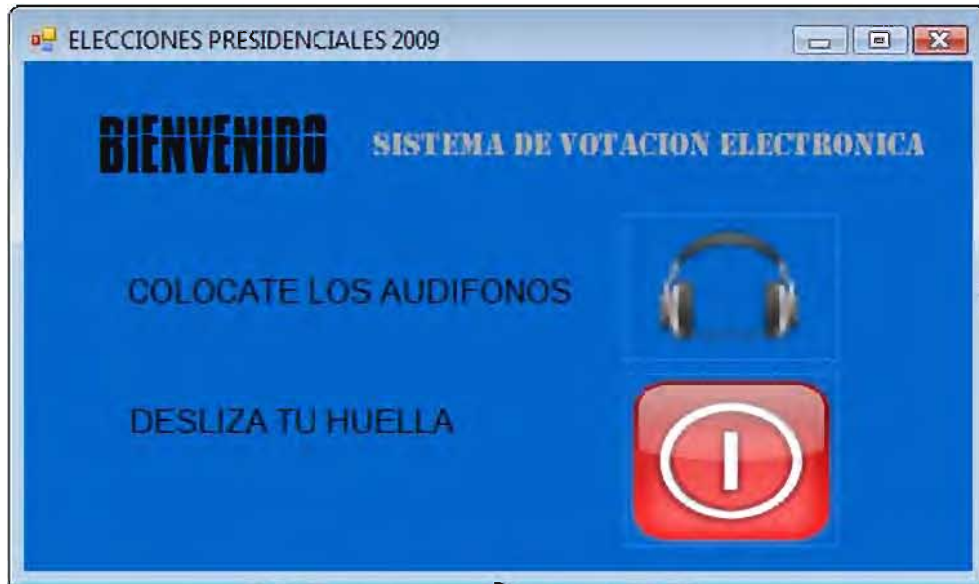 ELECCIONES PRESIDENCIALES 2009
BIENVENIDO
SISTEMA DE VOTACION ELECTRONICA
COLOCATE LOS AUDIFONOS
DESLIZA TU HUELLA